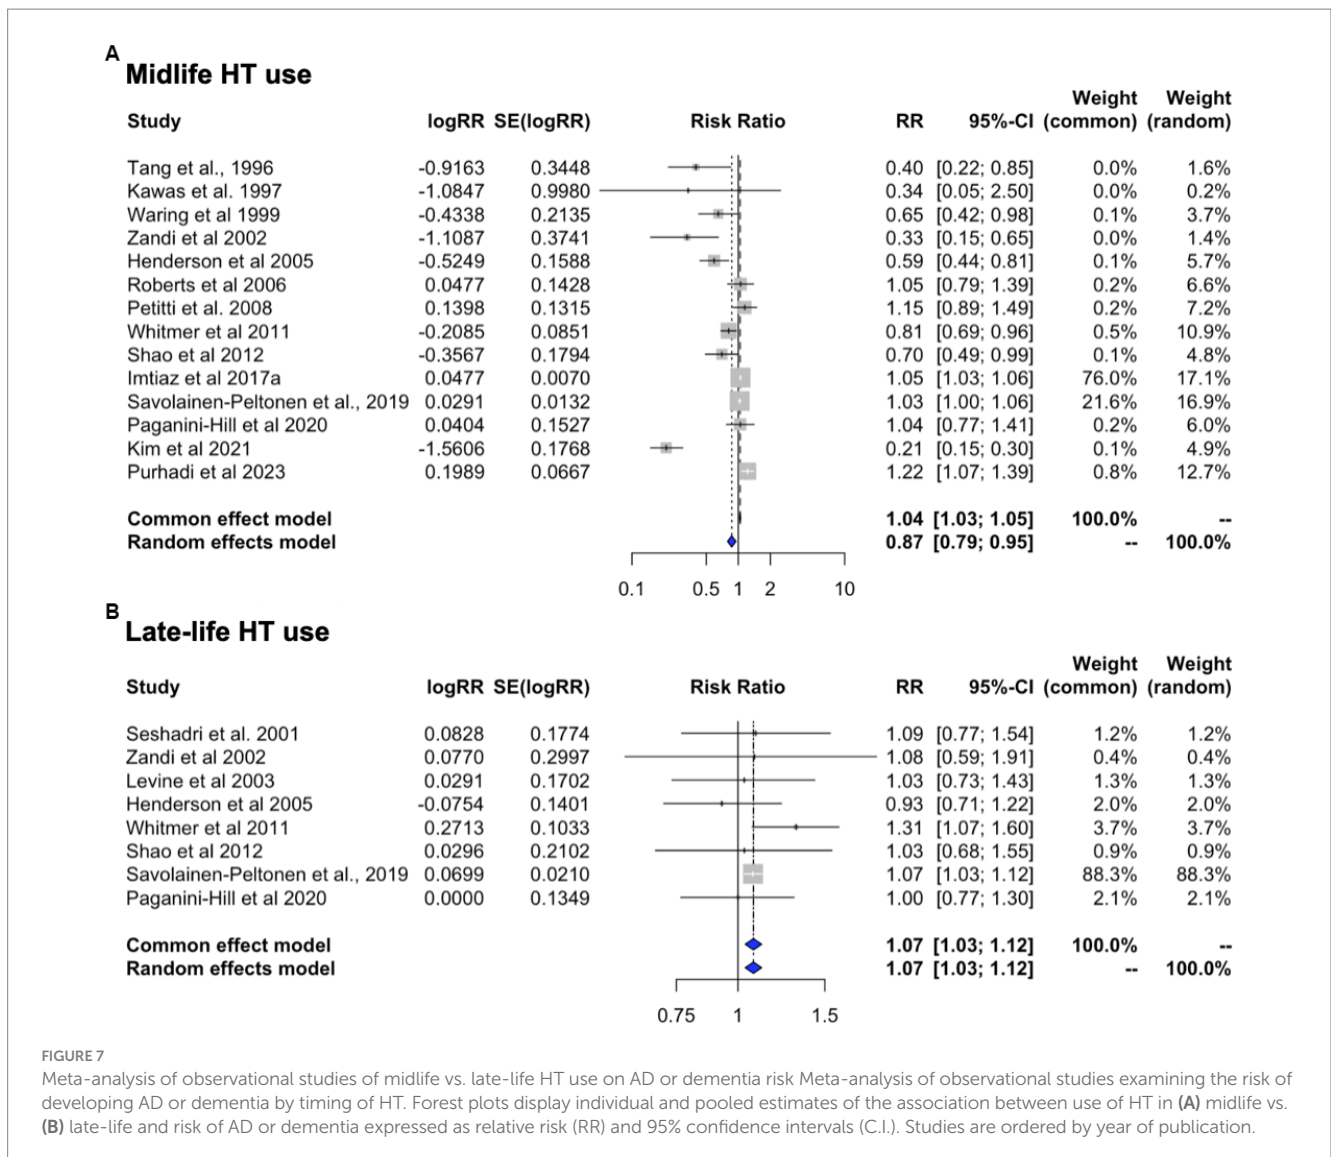 A
Midlife HT use
Weight Weight
Study logRR SE(logRR) Risk Ratio RR 95%-CI (common) (random)
Tang et al., 1996 -0.9163 0.3448 0.40 [0.22; 0.85] 0.0% 1.6%
Kawas et al. 1997 -1.0847 0.9980 0.34 [0.05; 2.50] 0.0% 0.2%
Waring et al 1999 -0.4338 0.2135 0.65 [0.42; 0.98] 0.1% 3.7%
Zandi et al 2002 -1.1087 0.3741 0.33 [0.15; 0.65] 0.0% 1.4%
Henderson et al 2005 -0.5249 0.1588 0.59 [0.44; 0.81] 0.1% 5.7%
Roberts et al 2006 0.0477 0.1428 1.05 [0.79; 1.39] 0.2% 6.6%
Petitti et al. 2008 0.1398 0.1315 1.15 [0.89; 1.49] 0.2% 7.2%
Whitmer et al 2011 -0.2085 0.0851 0.81 [0.69; 0.96] 0.5% 10.9%
Shao et al 2012 -0.3567 0.1794 0.70 [0.49; 0.99] 0.1% 4.8%
Imtiaz et al 2017a 0.0477 0.0070 1.05 [1.03; 1.06] 76.0% 17.1%
Savolainen-Peltonen et al., 2019 0.0291 0.0132 1.03 [1.00; 1.06] 21.6% 16.9%
Paganini-Hill et al 2020 0.0404 0.1527 1.04 [0.77; 1.41] 0.2% 6.0%
Kim et al 2021 -1.5606 0.1768 0.21 [0.15; 0.30] 0.1% 4.9%
Purhadi et al 2023 0.1989 0.0667 1.22 [1.07; 1.39] 0.8% 12.7%
Common effect model 1.04 [1.03; 1.05] 100.0% --
Random effects model 0.87 [0.79; 0.95] -- 100.0%
0.1 0.5 1 2 10
B
Late-life HT use
Weight Weight
Study logRR SE(logRR) Risk Ratio RR 95%-CI (common) (random)
Seshadri et al. 2001 0.0828 0.1774 1.09 [0.77; 1.54] 1.2% 1.2%
Zandi et al 2002 0.0770 0.2997 1.08 [0.59; 1.91] 0.4% 0.4%
Levine et al 2003 0.0291 0.1702 1.03 [0.73; 1.43] 1.3% 1.3%
Henderson et al 2005 -0.0754 0.1401 0.93 [0.71; 1.22] 2.0% 2.0%
Whitmer et al 2011 0.2713 0.1033 1.31 [1.07; 1.60] 3.7% 3.7%
Shao et al 2012 0.0296 0.2102 1.03 [0.68; 1.55] 0.9% 0.9%
Savolainen-Peltonen et al., 2019 0.0699 0.0210 1.07 [1.03; 1.12] 88.3% 88.3%
Paganini-Hill et al 2020 0.0000 0.1349 1.00 [0.77; 1.30] 2.1% 2.1%
Common effect model 1.07 [1.03; 1.12] 100.0% --
Random effects model 1.07 [1.03; 1.12] -- 100.0%
0.75 1 1.5
FIGURE 7
Meta-analysis of observational studies of midlife vs. late-life HT use on AD or dementia risk Meta-analysis of observational studies examining the risk of
developing AD or dementia by timing of HT. Forest plots display individual and pooled estimates of the association between use of HT in (A) midlife vs.
(B) late-life and risk of AD or dementia expressed as relative risk (RR) and 95% confidence intervals (C.I.). Studies are ordered by year of publication.